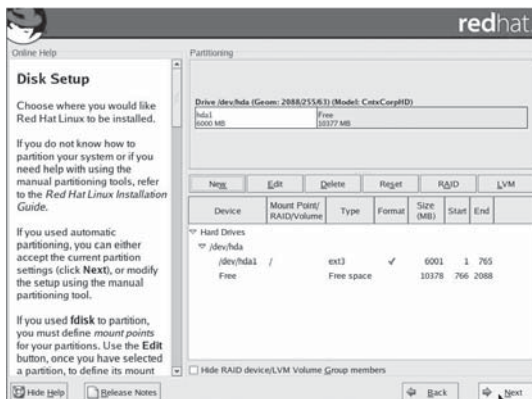 redhat.
Online Help
Disk Setup
Choose where you would like
Red Hat Linux to be installed.
If you do not know how to
partition your system or if you
need help with using the
manual partitioning tools, refer
to the Red Hat Linux Installation
Guide.
If you used automatic
partitioning, you can either
accept the current partition
settings (click Next), or modify
the setup using the manual
partitioning tool.
If you used fdisk to partition,
you must define mount points
for your partitions. Use the Edit
button, once you have selected
a partition, to define its mount
Partitioning
Drive /dev/hda (Geom: 2088/255/63) (Model: CntxCorpHD)
hda1 Free
6000 MB 10377 MB
New Edit Delete Reset RAID LVM
Device Mount Point/ RAID/Volume Type Format Size (MB) Start End
Hard Drives
/dev/hda
/dev/hda1 / ext3 ✓ 6001 1 765
Free Free space 10378 766 2088
Hide RAID device/LVM Volume Group members
Hide Help Release Notes Back Next